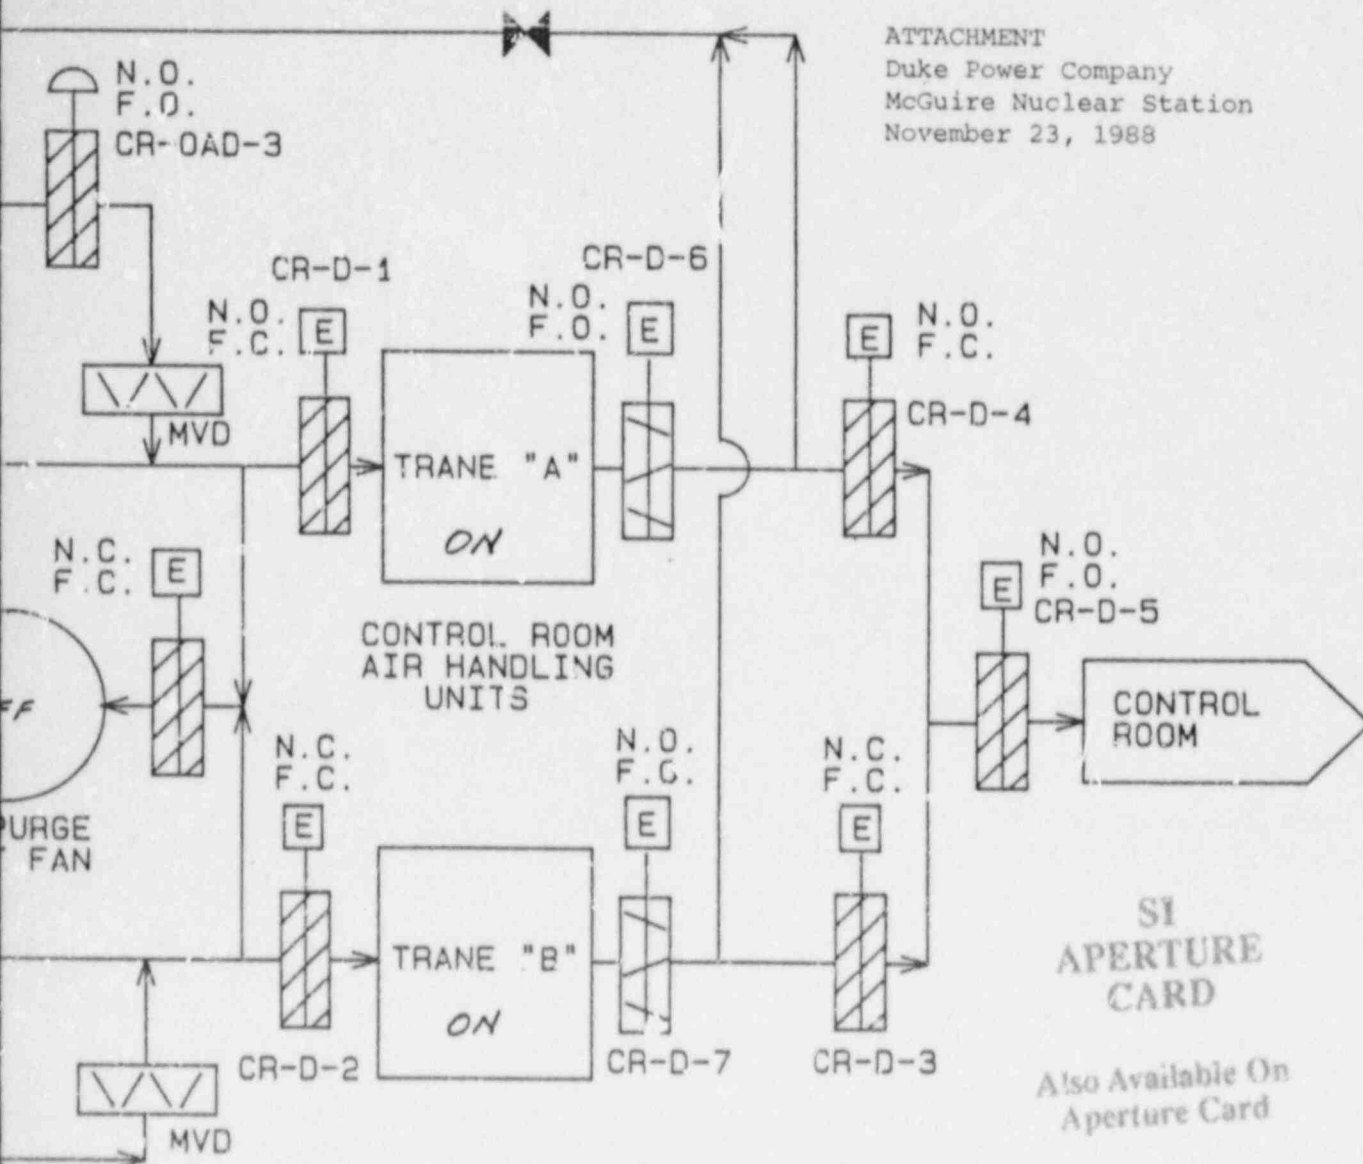 ATTACHMENT
Duke Power Company
McGuire Nuclear Station
November 23, 1988
N.O.
F.O.
CR-OAD-3
MVD
CR-D-1
N.O.
F.C.
E
TRANE "A"
ON
CR-D-6
N.O.
F.O.
E
N.O.
F.C.
E
CR-D-4
CONTROL ROOM
AIR HANDLING
UNITS
N.C.
F.C.
E
FF
PURGE
FAN
N.O.
F.O.
E
CR-D-5
CONTROL
ROOM
N.C.
F.C.
E
CR-D-2
TRANE "B"
ON
N.O.
E
CR-D-7
N.C.
F.C.
E
CR-D-3
MVD
SI
APERTURE
CARD
Also Available On
Aperture Card